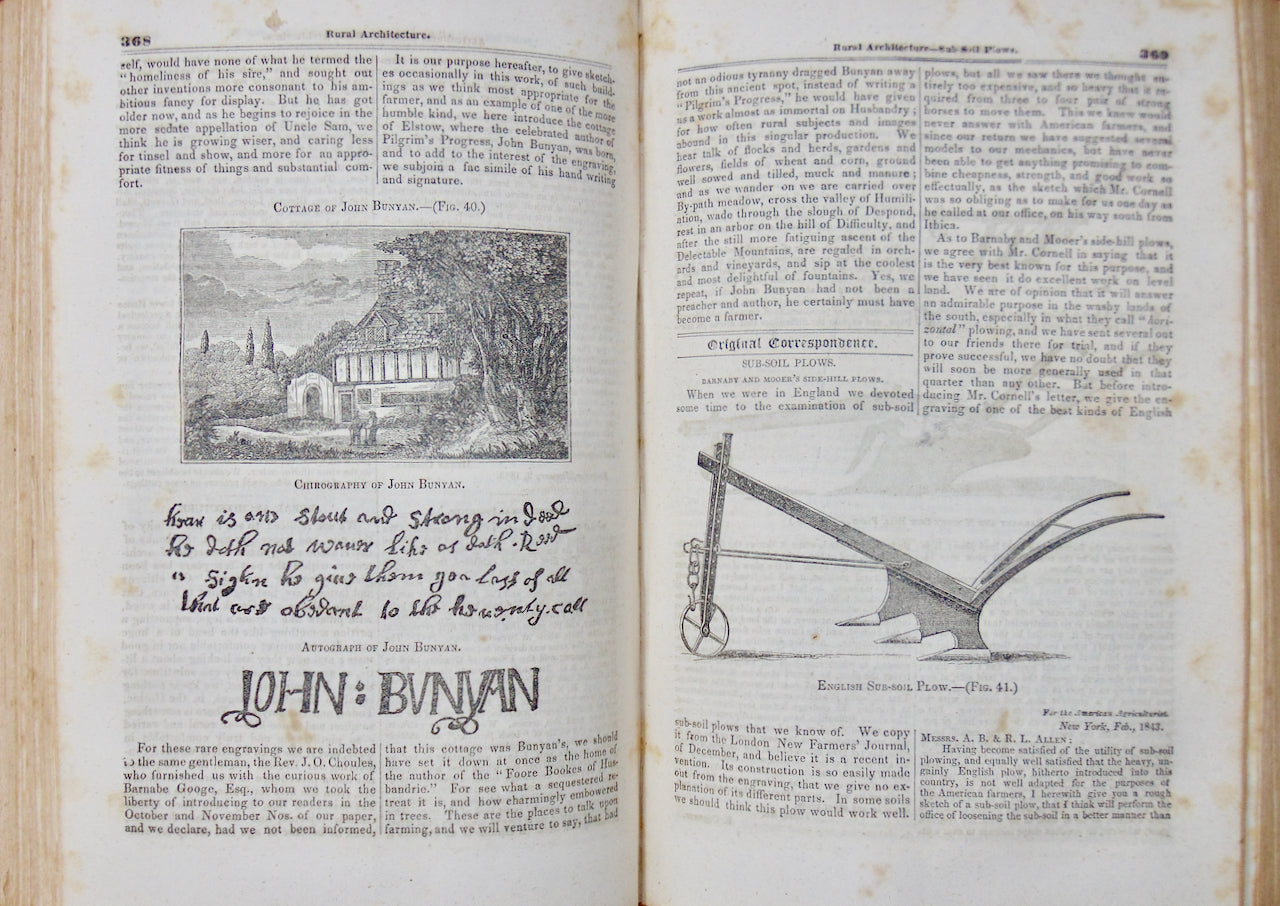 368
Rural Architecture.
self, would have none of what he termed the
"homeliness of his sire," and sought out
other inventions more consonant to his am-
bitious fancy for display. But he has got
older now, and as he begins to rejoice in the
more sedate appellation of Uncle Sam, we
think he is growing wiser, and caring less
for tinsel and show, and more for an appro-
priate fitness of things and substantial com-
fort.
It is our purpose hereafter, to give sketch-
es occasionally in this work, of such build-
ings as we think most appropriate for the
farmer, and as an example of one of the more
humble kind, we here introduce the cottage
of Elstow, where the celebrated author of
Pilgrim's Progress, John Bunyan, was born,
and to add to the interest of the engraving,
we subjoin a fac simile of his hand writing
and signature.
COTTAGE OF JOHN BUNYAN.—(FIG. 40.)
CHIROGRAPHY OF JOHN BUNYAN.
is and Stout and Strong in deed
he doth not waver like as doth Reed
Sighn he give them yea last of all
that are obedant to the hevenly call
AUTOGRAPH OF JOHN BUNYAN.
IOHN : BVNYAN
For these rare engravings we are indebted
to the same gentleman, the Rev. J. O. Choules,
who furnished us with the curious work of
Barnabe Googe, Esq., whom we took the
liberty of introducing to our readers in the
October and November Nos. of our paper,
and we declare, had we not been informed,
that this cottage was Bunyan's, we should
have set it down at once as the home of
the author of the "Foore Bookes of Hus-
bandrie." For see what a sequestered re-
treat it is, and how charmingly embowered
in trees. These are the places to talk upon
farming, and we will venture to say, that had
Rural Architecture—Sub-Soil Plows.
369
not an odious tyranny dragged Bunyan away
from this ancient spot, instead of writing a
"Pilgrim's Progress," he would have given
us a work almost as immortal on Husbandry;
for how often rural subjects and images
abound in this singular production. We
hear talk of flocks and herds, gardens and
flowers, fields of wheat and corn, ground
well sowed and tilled, muck and manure;
and as we wander on we are carried over
By-path meadow, cross the valley of Humili-
ation, wade through the slough of Despond,
rest in an arbor on the hill of Difficulty, and
after the still more fatiguing ascent of the
Delectable Mountains, are regaled in orch-
ards and vineyards, and sip at the coolest
and most delightful of fountains. Yes, we
repeat, if John Bunyan had not been a
preacher and author, he certainly must have
become a farmer.
Original Correspondence.
SUB-SOIL PLOWS.
BARNABY AND MOOER'S SIDE-HILL PLOWS.
When we were in England we devoted
some time to the examination of sub-soil
plows, but all we saw there we thought en-
tirely too expensive, and so heavy that it re-
quired from three to four pair of strong
horses to move them. This we knew would
never answer with American farmers, and
since our return we have suggested several
models to our mechanics, but have never
been able to get anything promising to com-
bine cheapness, strength, and good work so
effectually, as the sketch which Mr. Cornell
was so obliging as to make for us one day as
he called at our office, on his way south from
Ithica.
As to Barnaby and Mooer's side-hill plows,
we agree with Mr. Cornell in saying that it
is the very best known for this purpose, and
we have seen it do excellent work on level
land. We are of opinion that it will answer
an admirable purpose in the washy lands of
the south, especially in what they call "hori-
zontal" plowing, and we have sent several out
to our friends there for trial, and if they
prove successful, we have no doubt that they
will soon be more generally used in that
quarter than any other. But before intro-
ducing Mr. Cornell's letter, we give the en-
graving of one of the best kinds of English
ENGLISH SUB-SOIL PLOW.—(FIG. 41.)
sub-soil plows that we know of. We copy
it from the London New Farmers' Journal,
of December, and believe it is a recent in-
vention. Its construction is so easily made
out from the engraving, that we give no ex-
planation of its different parts. In some soils
we should think this plow would work well.
For the American Agriculturist.
New York, Feb., 1843.
MESSRS. A. B. & R. L. ALLEN:
Having become satisfied of the utility of sub-soil
plowing, and equally well satisfied that the heavy, un-
gainly English plow, hitherto introduced into this
country, is not well adapted for the purposes of
the American farmers, I herewith give you a rough
sketch of a sub-soil plow, that I think will perform the
office of loosening the sub-soil in a better manner than